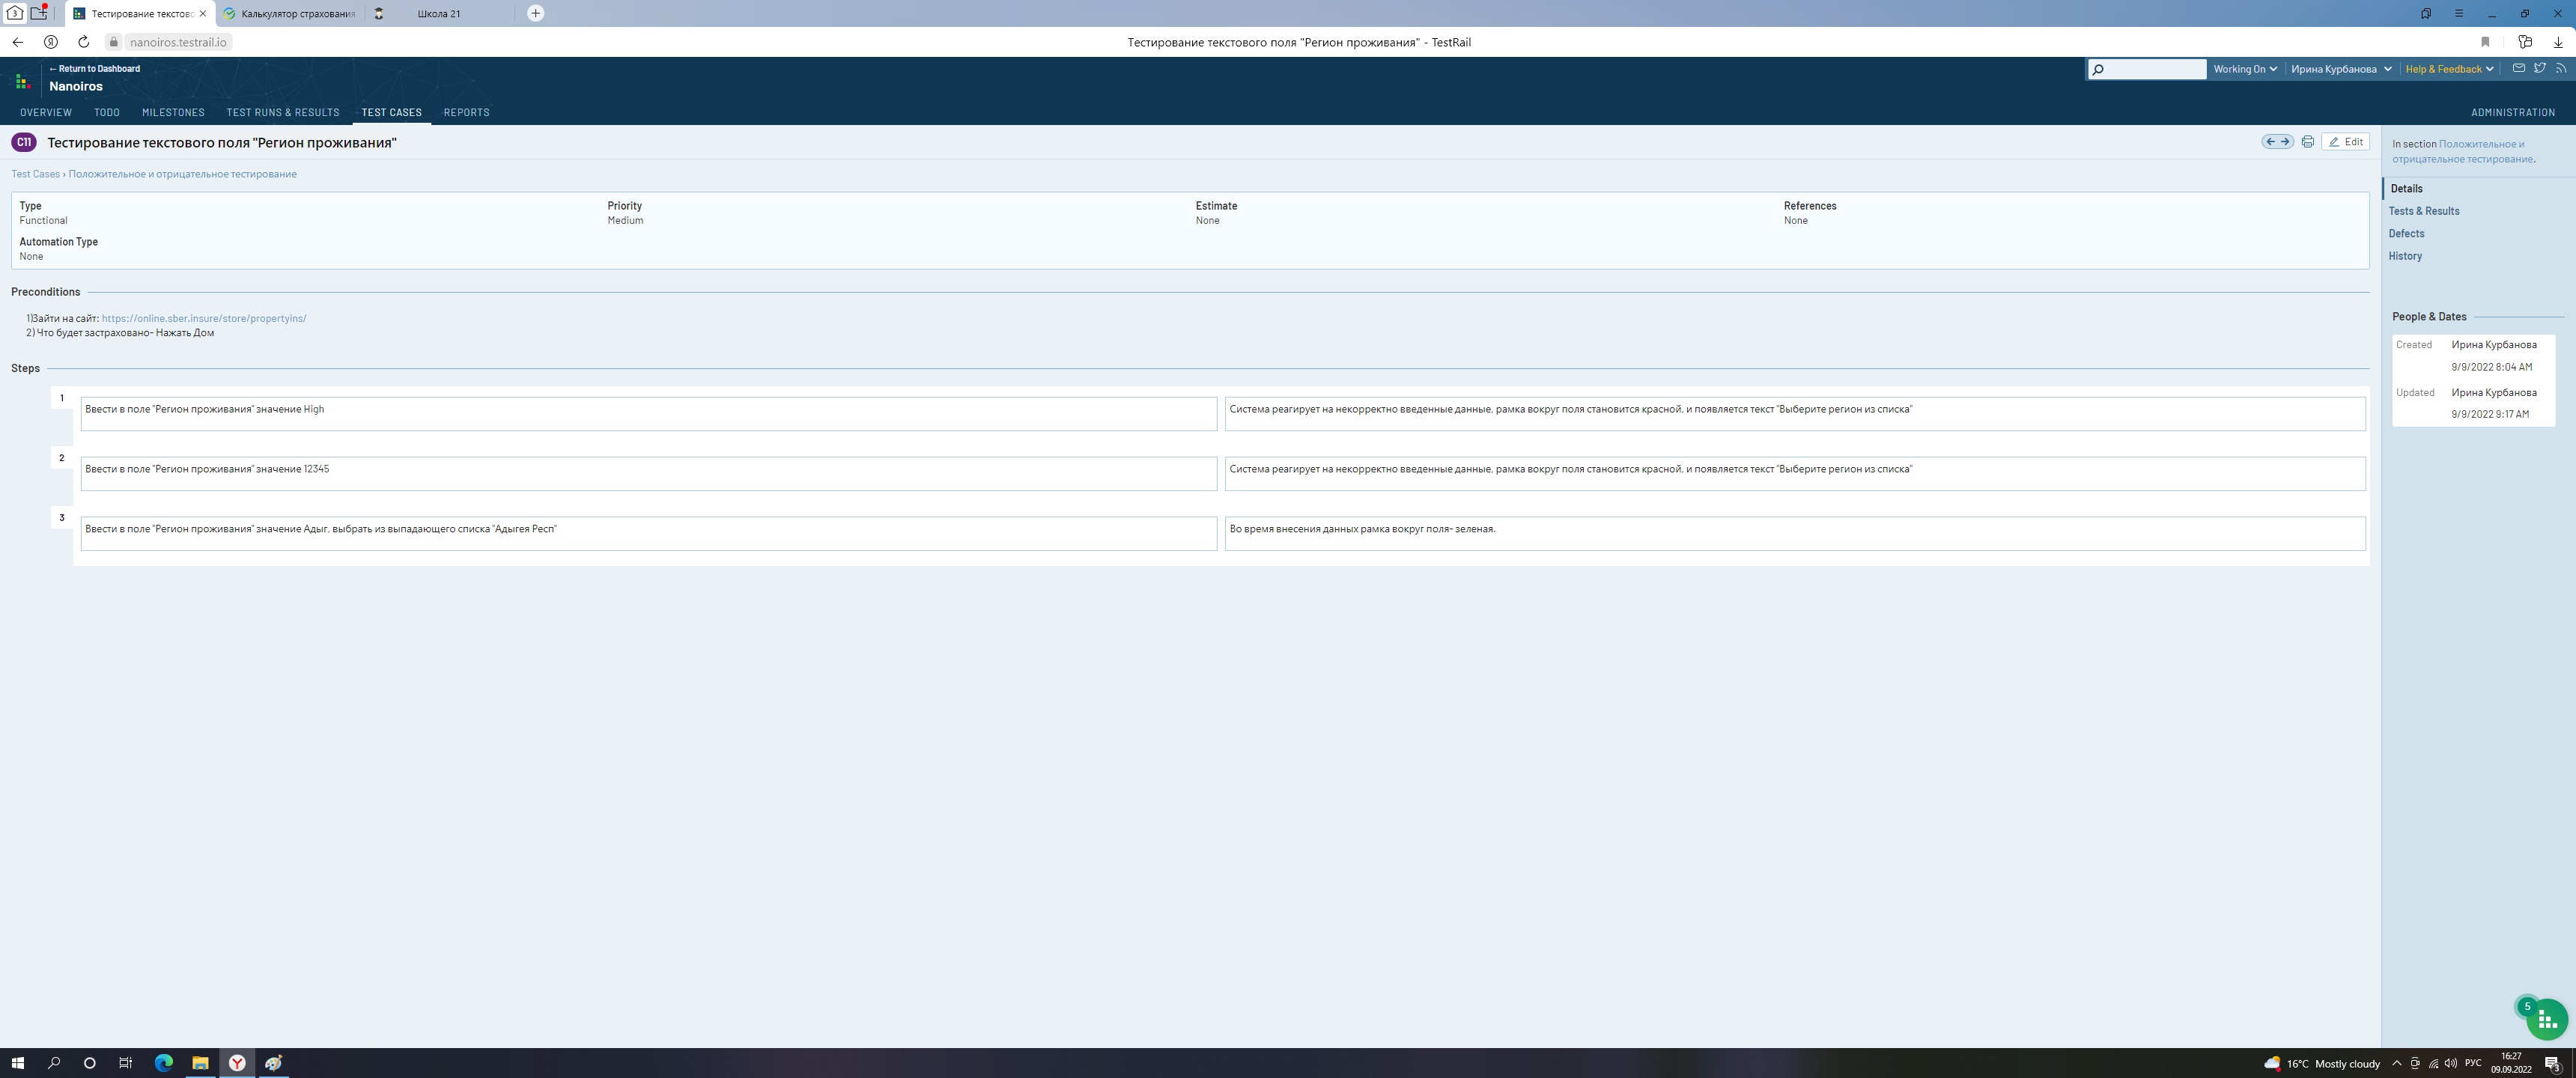 3
Тестирование текстовс
Калькулятор страхования
Школа 21
nanoiros.testrail.io
Тестирование текстового поля "Регион проживания" - TestRail
← Return to Dashboard
Nanoiros
Working On
Ирина Курбанова
Help & Feedback
OVERVIEW TODO MILESTONES TEST RUNS & RESULTS TEST CASES REPORTS
ADMINISTRATION
C11
Тестирование текстового поля "Регион проживания"
Edit
Test Cases › Положительное и отрицательное тестирование
Type
Functional
Priority
Medium
Estimate
None
References
None
Automation Type
None
Preconditions
1)Зайти на сайт: https://online.sber.insure/store/propertyins/
2) Что будет застраховано- Нажать Дом
Steps
1
Ввести в поле "Регион проживания" значение High
Система реагирует на некорректно введенные данные, рамка вокруг поля становится красной, и появляется текст "Выберите регион из списка"
2
Ввести в поле "Регион проживания" значение 12345
Система реагирует на некорректно введенные данные, рамка вокруг поля становится красной, и появляется текст "Выберите регион из списка"
3
Ввести в поле "Регион проживания" значение Адыг, выбрать из выпадающего списка "Адыгея Респ"
Во время внесения данных рамка вокруг поля- зеленая.
In section Положительное и
отрицательное тестирование.
Details
Tests & Results
Defects
History
People & Dates
Created
Ирина Курбанова
9/9/2022 8:04 AM
Updated
Ирина Курбанова
9/9/2022 9:17 AM
5
16°C Mostly cloudy
РУС
16:27
09.09.2022
3